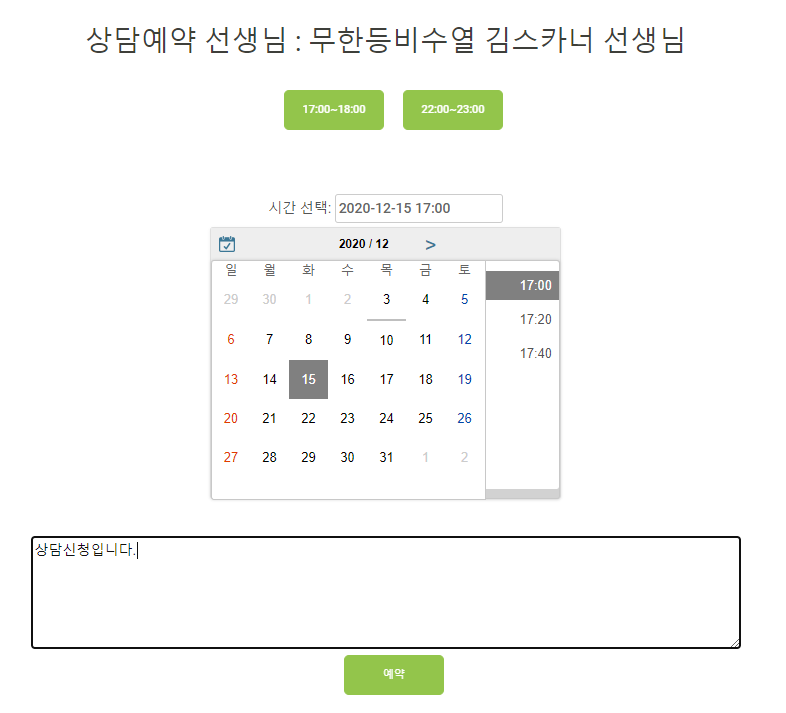 상담예약 선생님 : 무한등비수열 김스카너 선생님
17:00~18:00 22:00~23:00
시간 선택: 2020-12-15 17:00
2020 / 12 >
일 월 화 수 목 금 토
29 30 1 2 3 4 5
6 7 8 9 10 11 12
13 14 15 16 17 18 19
20 21 22 23 24 25 26
27 28 29 30 31 1 2
17:00
17:20
17:40
상담신청입니다.
예약